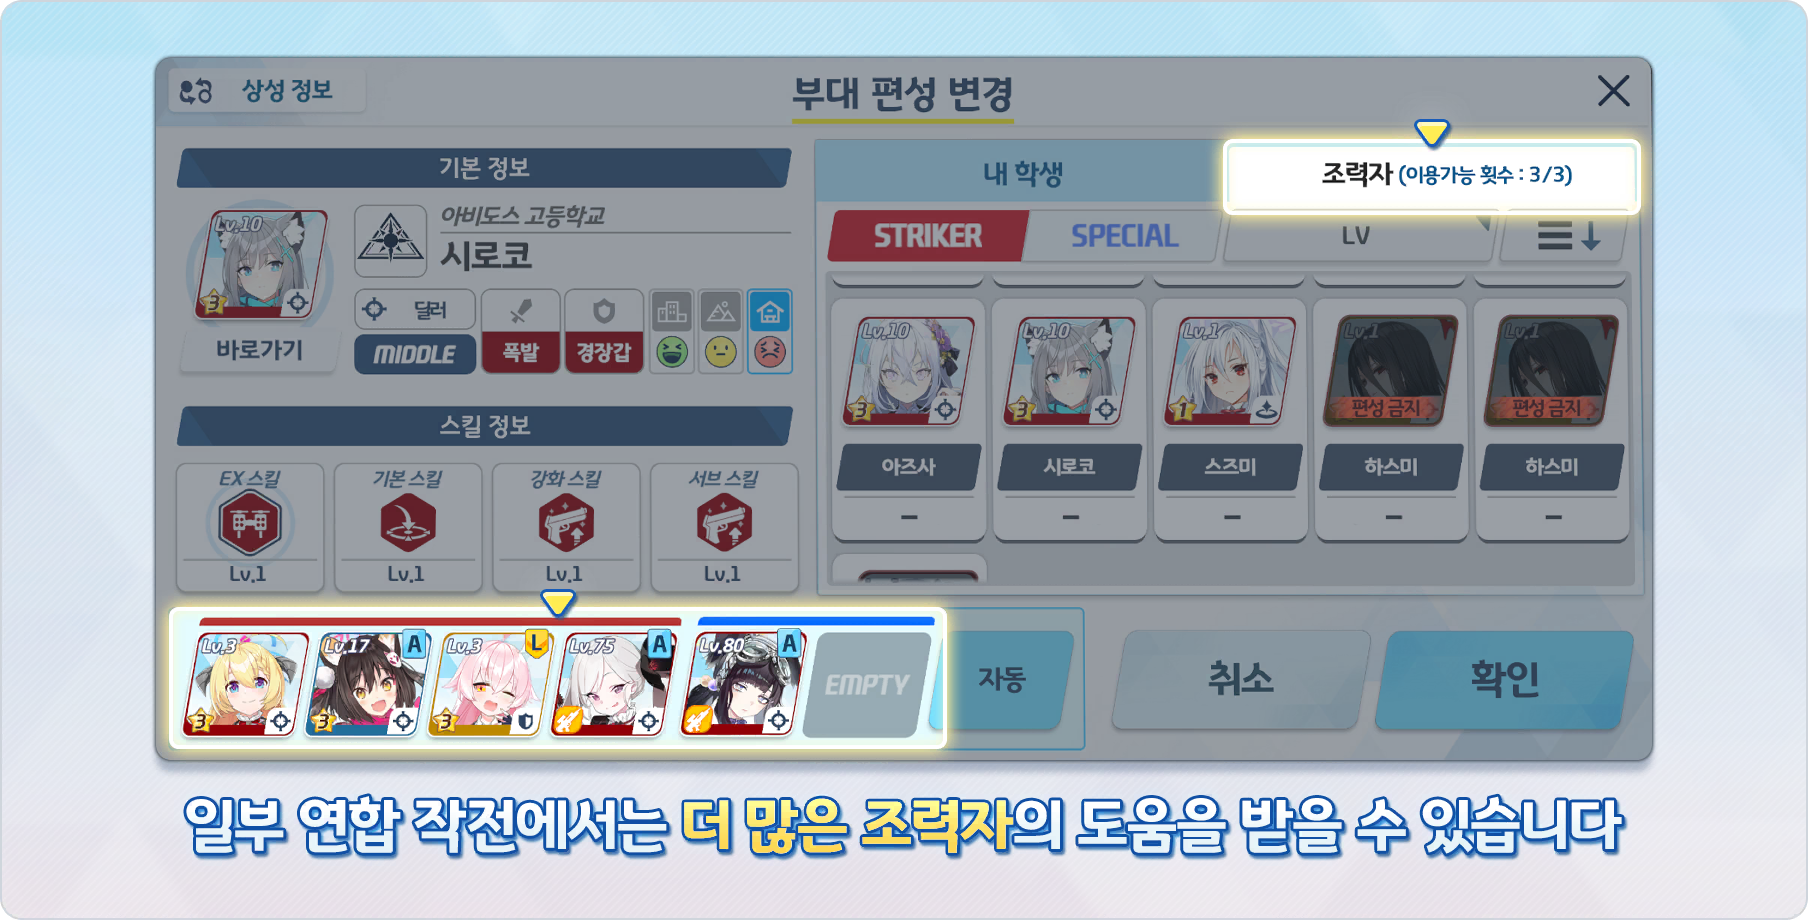 상성 정보
부대 편성 변경
기본 정보
Lv.10
3
바로가기
아비도스 고등학교
시로코
딜러
MIDDLE
폭발
경장갑
스킬 정보
EX 스킬
기본 스킬
강화 스킬
서브 스킬
Lv.1
Lv.1
Lv.1
Lv.1
내 학생
조력자 (이용가능 횟수 : 3/3)
STRIKER
SPECIAL
LV
Lv.10
Lv.10
Lv.1
Lv.1
Lv.1
3
3
1
편성 금지
편성 금지
아즈사
시로코
스즈미
하스미
하스미
–
–
–
–
–
Lv.3
Lv.17
A
Lv.3
L
Lv.75
A
Lv.80
A
3
3
3
EMPTY
자동
취소
확인
일부 연합 작전에서는 더 많은 조력자의 도움을 받을 수 있습니다